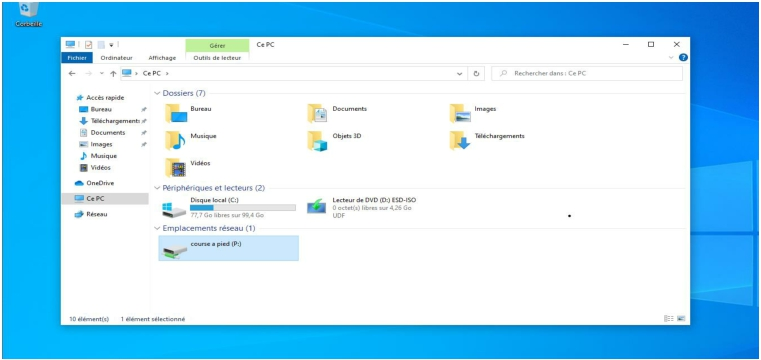 Corbeille
Gérer
Ce PC
Fichier
Ordinateur
Affichage
Outils de lecteur
Ce PC
Rechercher dans : Ce PC
Accès rapide
Bureau
Téléchargements
Documents
Images
Musique
Vidéos
OneDrive
Ce PC
Réseau
Dossiers (7)
Bureau
Documents
Images
Musique
Objets 3D
Téléchargements
Vidéos
Périphériques et lecteurs (2)
Disque local (C:)
77,7 Go libres sur 99,4 Go
Lecteur de DVD (D:) ESD-ISO
0 octet(s) libres sur 4,26 Go
UDF
Emplacements réseau (1)
course a pied (P:)
10 élément(s)
1 élément sélectionné